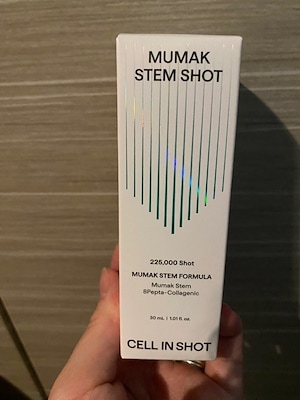 MUMAK
STEM SHOT
225,000 Shot
MUMAK STEM FORMULA
Mumak Stem
8Pepta-Collagenic
30 mL | 1.01 fl. oz.
CELL IN SHOT